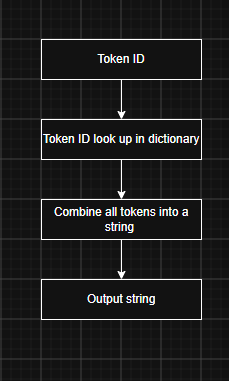 Token ID
Token ID look up in dictionary
Combine all tokens into a
string
Output string